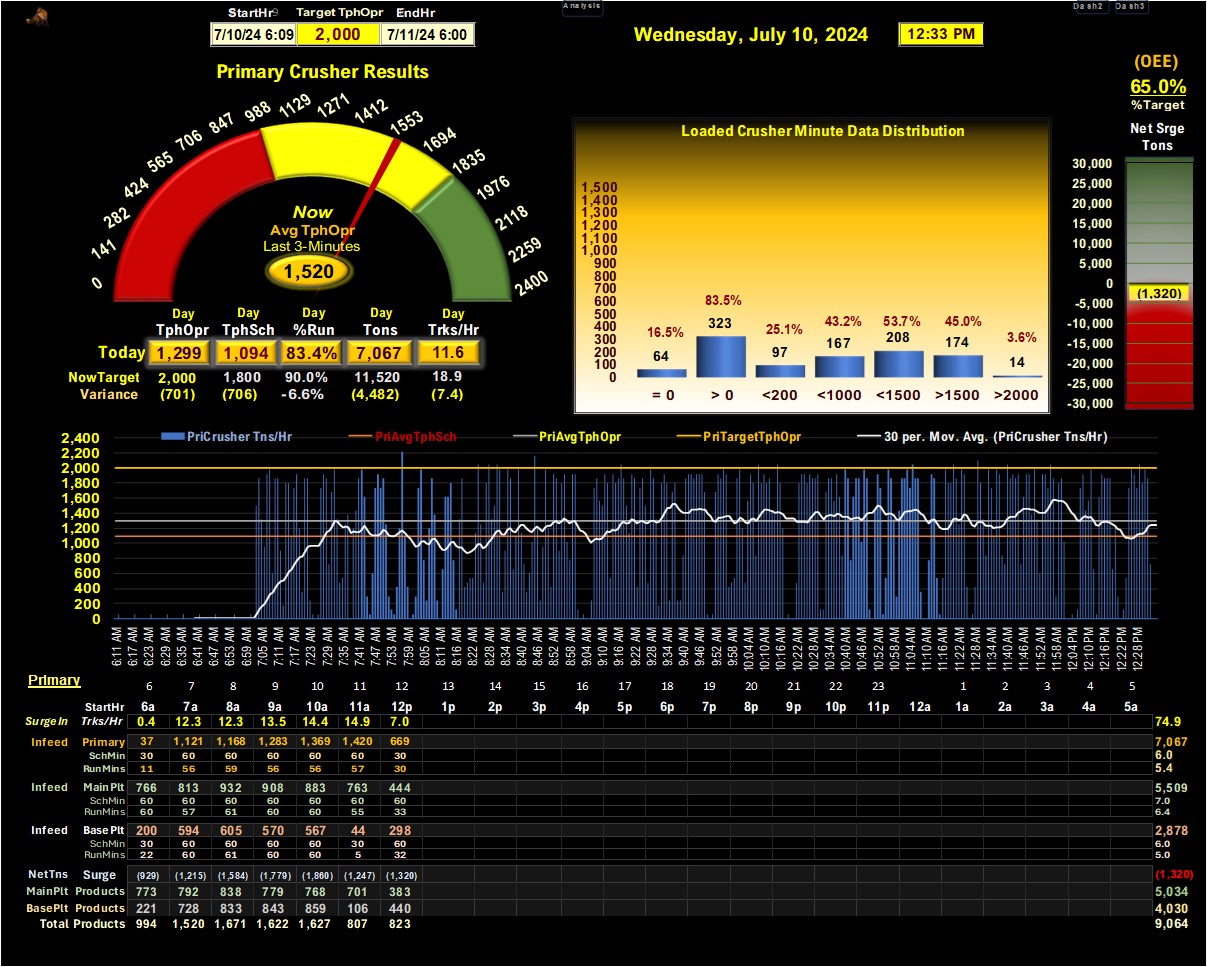 StartHr Target TphOpr EndHr
7/10/24 6:09 2,000 7/11/24 6:00
Analysis
Dash2 Dash3
Wednesday, July 10, 2024 12:33 PM
(OEE)
65.0%
%Target
Net Srge
Tons
30,000
25,000
20,000
15,000
10,000
5,000
0
(1,320)
-5,000
-10,000
-15,000
-20,000
-25,000
-30,000
Primary Crusher Results
0 141 282 424 565 706 847 988 1129 1271 1412 1553 1694 1835 1976 2118 2259 2400
Now
Avg TphOpr
Last 3-Minutes
1,520
Day Day Day Day Day
TphOpr TphSch %Run Tons Trks/Hr
Today 1,299 1,094 83.4% 7,067 11.6
NowTarget 2,000 1,800 90.0% 11,520 18.9
Variance (701) (706) -6.6% (4,482) (7.4)
Loaded Crusher Minute Data Distribution
1,500
1,400
1,300
1,200
1,100
1,000
900
800
700
600
500
400
300
200
100
0
16.5% 83.5% 25.1% 43.2% 53.7% 45.0% 3.6%
64 323 97 167 208 174 14
= 0 > 0 <200 <1000 <1500 >1500 >2000
PriCrusher Tns/Hr PriAvgTphSch PriAvgTphOpr PriTargetTphOpr 30 per. Mov. Avg. (PriCrusher Tns/Hr)
2,400
2,200
2,000
1,800
1,600
1,400
1,200
1,000
800
600
400
200
0
6:11 AM 6:17 AM 6:23 AM 6:29 AM 6:35 AM 6:41 AM 6:47 AM 6:53 AM 6:59 AM 7:05 AM 7:11 AM 7:17 AM 7:23 AM 7:29 AM 7:35 AM 7:41 AM 7:47 AM 7:53 AM 7:59 AM 8:05 AM 8:10 AM 8:16 AM 8:22 AM 8:28 AM 8:34 AM 8:40 AM 8:46 AM 8:52 AM 8:58 AM 9:04 AM 9:10 AM 9:16 AM 9:22 AM 9:28 AM 9:34 AM 9:40 AM 9:46 AM 9:52 AM 9:58 AM 10:04 AM 10:10 AM 10:16 AM 10:22 AM 10:28 AM 10:34 AM 10:40 AM 10:46 AM 10:52 AM 10:58 AM 11:04 AM 11:10 AM 11:16 AM 11:22 AM 11:28 AM 11:34 AM 11:40 AM 11:52 AM 11:58 AM 12:04 PM 12:10 PM 12:16 PM 12:22 PM 12:28 PM
Primary 6 7 8 9 10 11 12 13 14 15 16 17 18 19 20 21 22 23 1 2 3 4 5
StartHr 6a 7a 8a 9a 10a 11a 12p 1p 2p 3p 4p 5p 6p 7p 8p 9p 10p 11p 12a 1a 2a 3a 4a 5a
SurgeIn Trks/Hr 0.4 12.3 12.3 13.5 14.4 14.9 7.0 74.9
Infeed Primary 37 1,121 1,168 1,283 1,369 1,420 669 7,067
SchMin 30 60 60 60 60 60 30 6.0
RunMins 11 56 59 56 56 57 30 5.4
Infeed Main Plt 766 813 932 908 883 763 444 5,509
SchMin 60 60 60 60 60 60 60 7.0
RunMins 60 57 61 60 60 55 33 6.4
Infeed Base Plt 200 594 605 570 567 44 298 2,878
SchMin 30 60 60 60 60 30 60 6.0
RunMins 22 60 61 60 60 5 32 5.0
NetTns Surge (929) (1,215) (1,584) (1,779) (1,860) (1,247) (1,320) (1,320)
MainPlt Products 773 792 838 779 768 701 383 5,034
BasePlt Products 221 728 833 843 859 106 440 4,030
Total Products 994 1,520 1,671 1,622 1,627 807 823 9,064